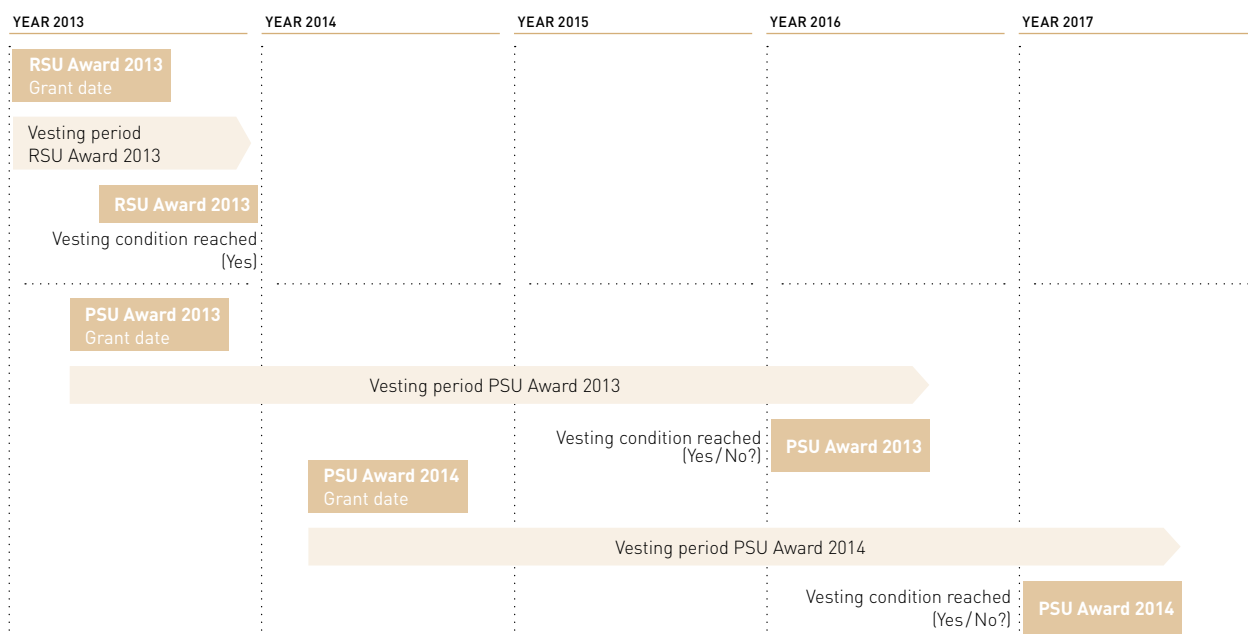 YEAR 2013
YEAR 2014
YEAR 2015
YEAR 2016
YEAR 2017
RSU Award 2013
Grant date
Vesting period
RSU Award 2013
RSU Award 2013
Vesting condition reached
(Yes)
PSU Award 2013
Grant date
Vesting period PSU Award 2013
Vesting condition reached
(Yes/No?)
PSU Award 2013
PSU Award 2014
Grant date
Vesting period PSU Award 2014
Vesting condition reached
(Yes/No?)
PSU Award 2014